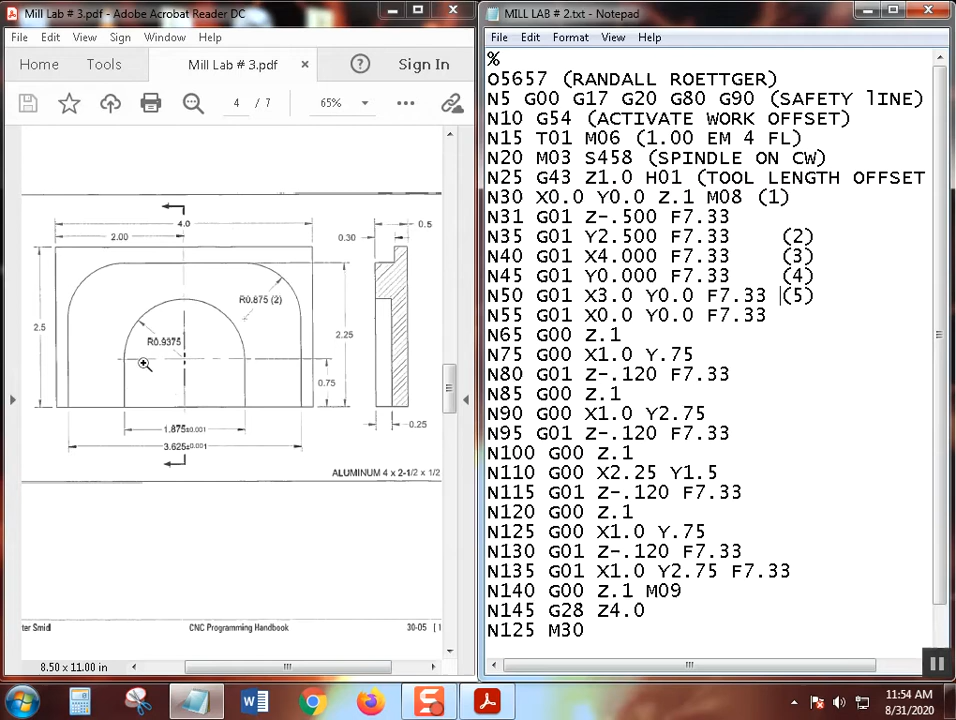 Mill Lab # 3.pdf - Adobe Acrobat Reader DC
File Edit View Sign Window Help
Home Tools Mill Lab # 3.pdf × ? Sign In
4 / 7 65%
4.0
2.00
0.5
0.30
R0.875 (2)
2.5
R0.9375
2.25
0.75
1.875±0.001
0.25
3.625±0.001
ALUMINUM 4 x 2-1/2 x 1/2
ter Smid CNC Programming Handbook 30-05
8.50 x 11.00 in
MILL LAB # 2.txt - Notepad
File Edit Format View Help
%
O5657 (RANDALL ROETTGER)
N5 G00 G17 G20 G80 G90 (SAFETY lINE)
N10 G54 (ACTIVATE WORK OFFSET)
N15 T01 M06 (1.00 EM 4 FL)
N20 M03 S458 (SPINDLE ON CW)
N25 G43 Z1.0 H01 (TOOL LENGTH OFFSET
N30 X0.0 Y0.0 Z.1 M08 (1)
N31 G01 Z-.500 F7.33
N35 G01 Y2.500 F7.33 (2)
N40 G01 X4.000 F7.33 (3)
N45 G01 Y0.000 F7.33 (4)
N50 G01 X3.0 Y0.0 F7.33 (5)
N55 G01 X0.0 Y0.0 F7.33
N65 G00 Z.1
N75 G00 X1.0 Y.75
N80 G01 Z-.120 F7.33
N85 G00 Z.1
N90 G00 X1.0 Y2.75
N95 G01 Z-.120 F7.33
N100 G00 Z.1
N110 G00 X2.25 Y1.5
N115 G01 Z-.120 F7.33
N120 G00 Z.1
N125 G00 X1.0 Y.75
N130 G01 Z-.120 F7.33
N135 G01 X1.0 Y2.75 F7.33
N140 G00 Z.1 M09
N145 G28 Z4.0
N125 M30
11:54 AM
8/31/2020